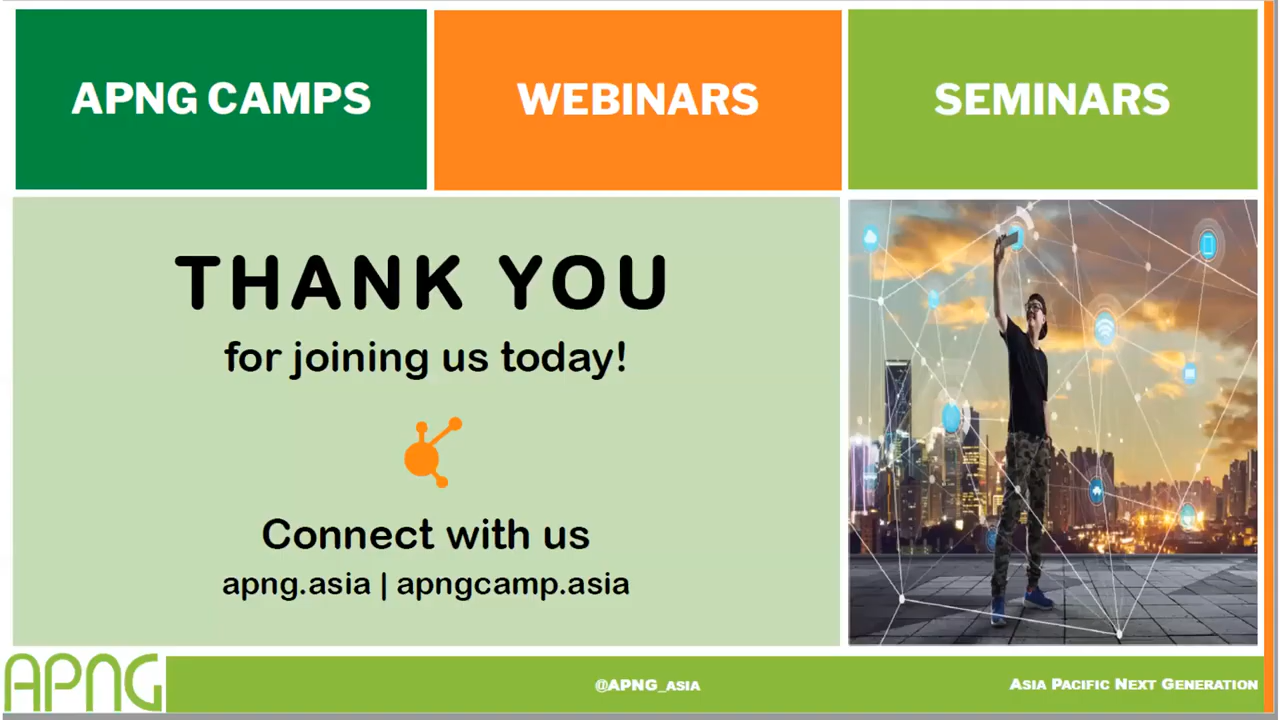 APNG CAMPS
WEBINARS
SEMINARS
THANK YOU
for joining us today!
Connect with us
apng.asia | apngcamp.asia
APNG
@APNG_ASIA
ASIA PACIFIC NEXT GENERATION